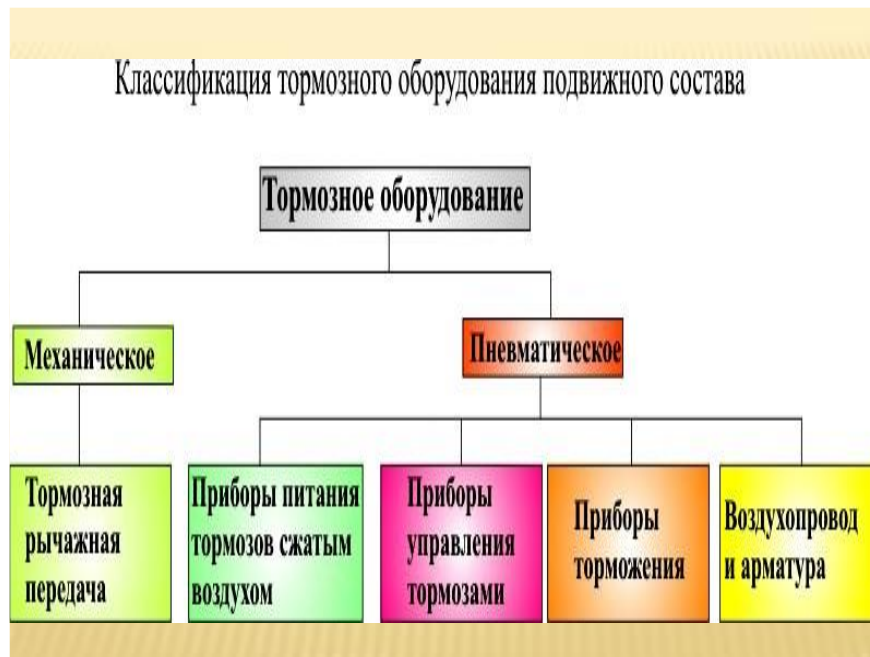 Классификация тормозного оборудования подвижного состава
Тормозное оборудование
Механическое
Пневматическое
Тормозная
рычажная
передача
Приборы питания
тормозов сжатым
воздухом
Приборы
управления
тормозами
Приборы
торможения
Воздухопровод
и арматура